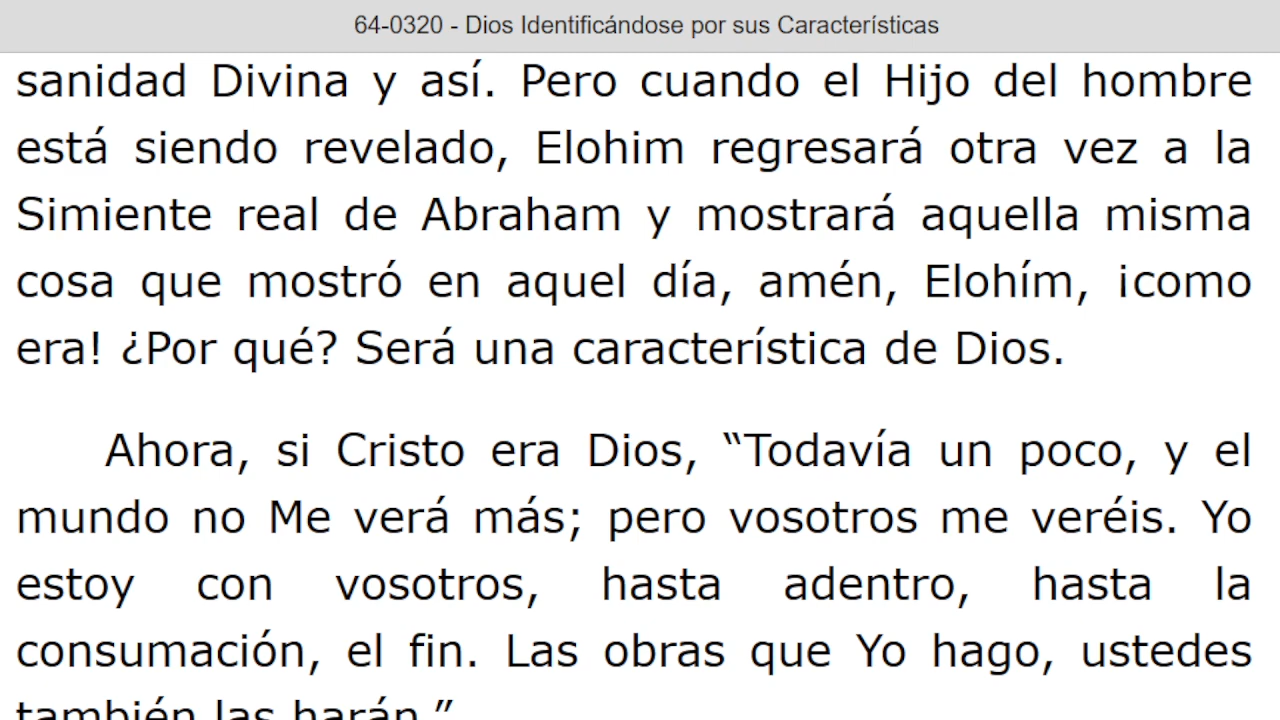 64-0320 - Dios Identificándose por sus Características
sanidad Divina y así. Pero cuando el Hijo del hombre
está siendo revelado, Elohim regresará otra vez a la
Simiente real de Abraham y mostrará aquella misma
cosa que mostró en aquel día, amén, Elohím, ¡como
era! ¿Por qué? Será una característica de Dios.
Ahora, si Cristo era Dios, “Todavía un poco, y el
mundo no Me verá más; pero vosotros me veréis. Yo
estoy con vosotros, hasta adentro, hasta la
consumación, el fin. Las obras que Yo hago, ustedes
también las harán.”